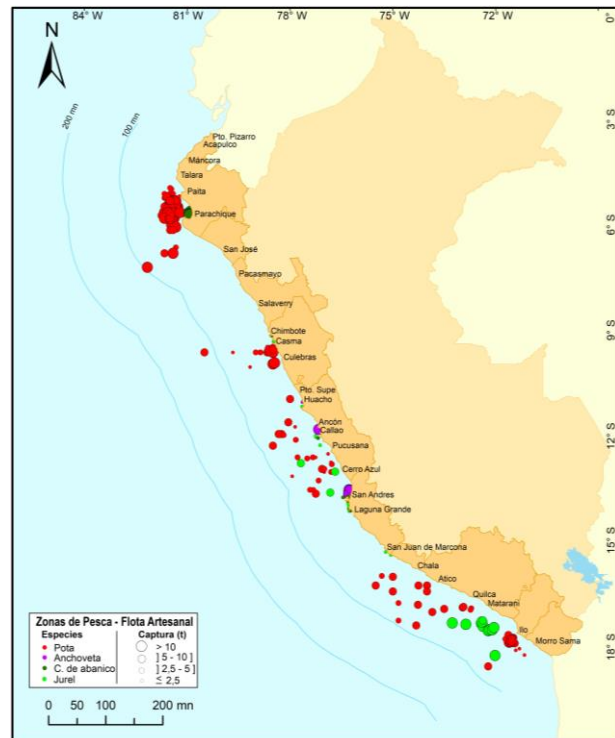 84° W 81°W 78°W 75° W 72° W 0°
N
3° S
6° S
9° S
12° S
15° S
18° S
200 mn
100 mn
Pto. Pizarro
Acapulco
Máncora
Talara
Paita
Parachique
San José
Pacasmayo
Salaverry
Chimbote
Casma
Culebras
Pto. Supe
Huacho
Ancón
Callao
Pucusana
Cerro Azul
San Andres
Laguna Grande
San Juan de Marcona
Chala
Atico
Quilca
Matarani
Ilo
Morro Sama
Zonas de Pesca - Flota Artesanal
Especies Captura (t)
Pota > 10
Anchoveta ] 5 - 10 ]
C. de abanico ] 2,5 - 5 ]
Jurel ≤ 2,5
0 50 100 200 mn